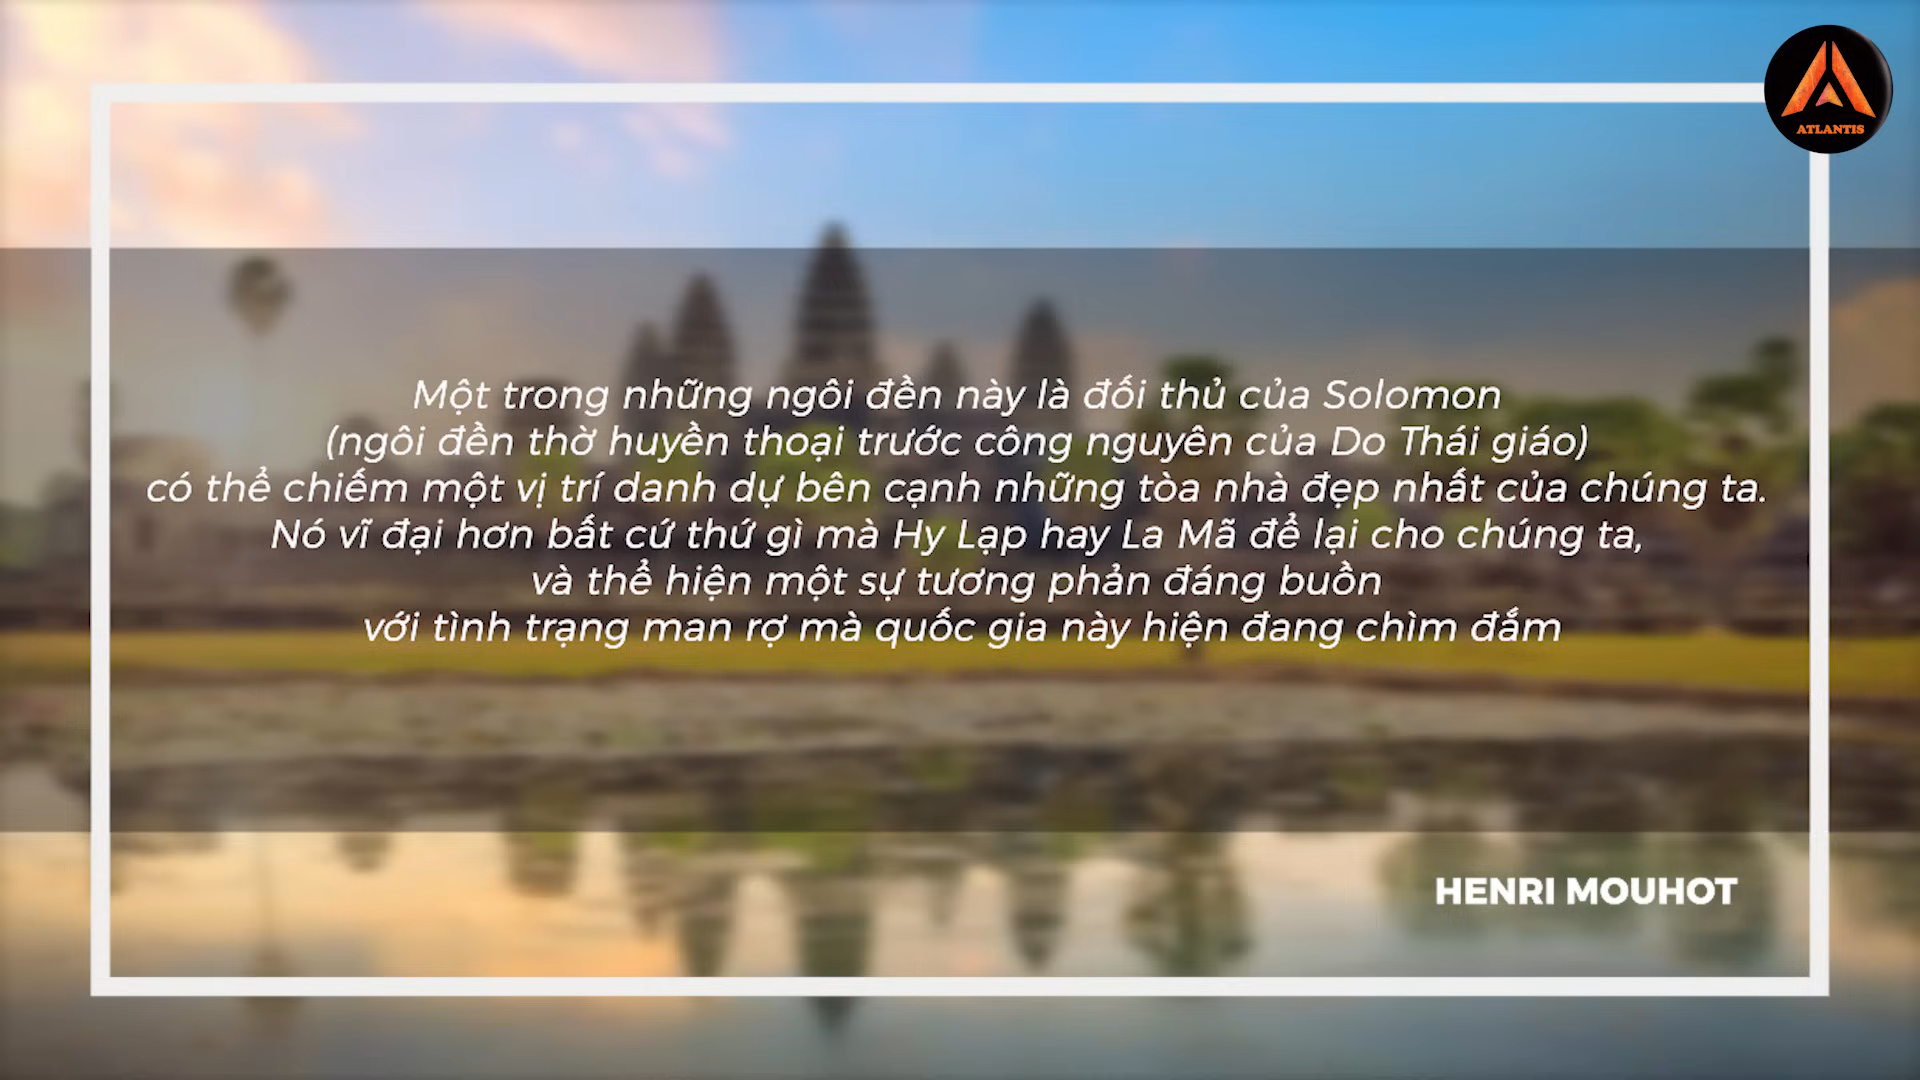 ATLANTIS
Một trong những ngôi đền này là đối thủ của Solomon
(ngôi đền thờ huyền thoại trước công nguyên của Do Thái giáo)
có thể chiếm một vị trí danh dự bên cạnh những tòa nhà đẹp nhất của chúng ta.
Nó vĩ đại hơn bất cứ thứ gì mà Hy Lạp hay La Mã để lại cho chúng ta,
và thể hiện một sự tương phản đáng buồn
với tình trạng man rợ mà quốc gia này hiện đang chìm đắm
HENRI MOUHOT